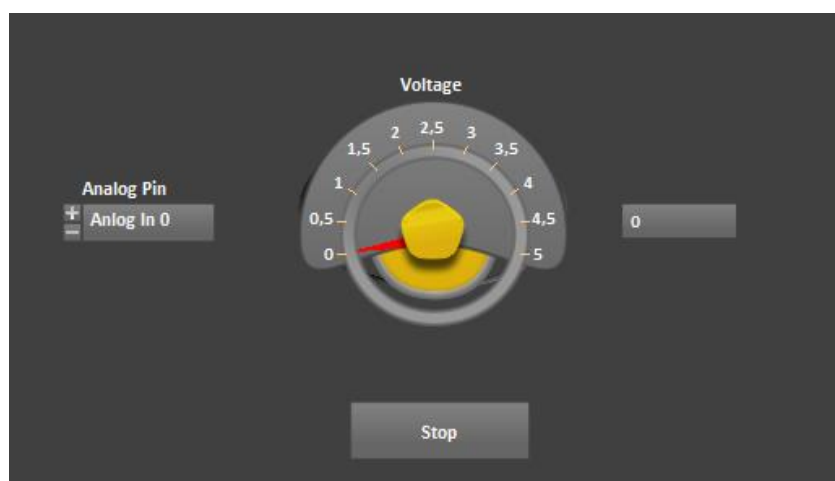 Voltage
2 2,5 3
1,5 3,5
1 4
Analog Pin
+ Anlog In 0
−
0,5 4,5
0
0 5
Stop